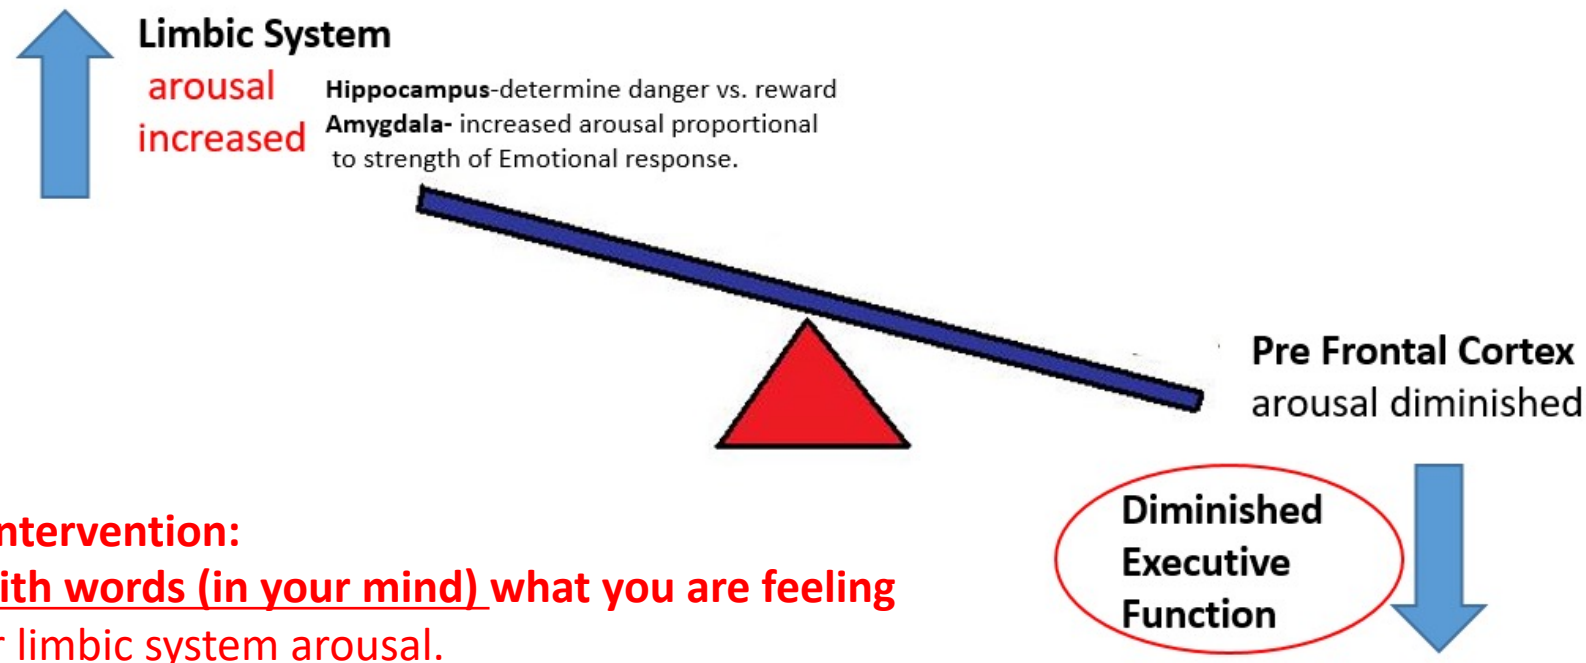 Limbic System
arousal
increased
Hippocampus-determine danger vs. reward
Amygdala- increased arousal proportional
to strength of Emotional response.
Pre Frontal Cortex
arousal diminished
Diminished
Executive
Function
ntervention:
ith words (in your mind) what you are feeling
r limbic system arousal.